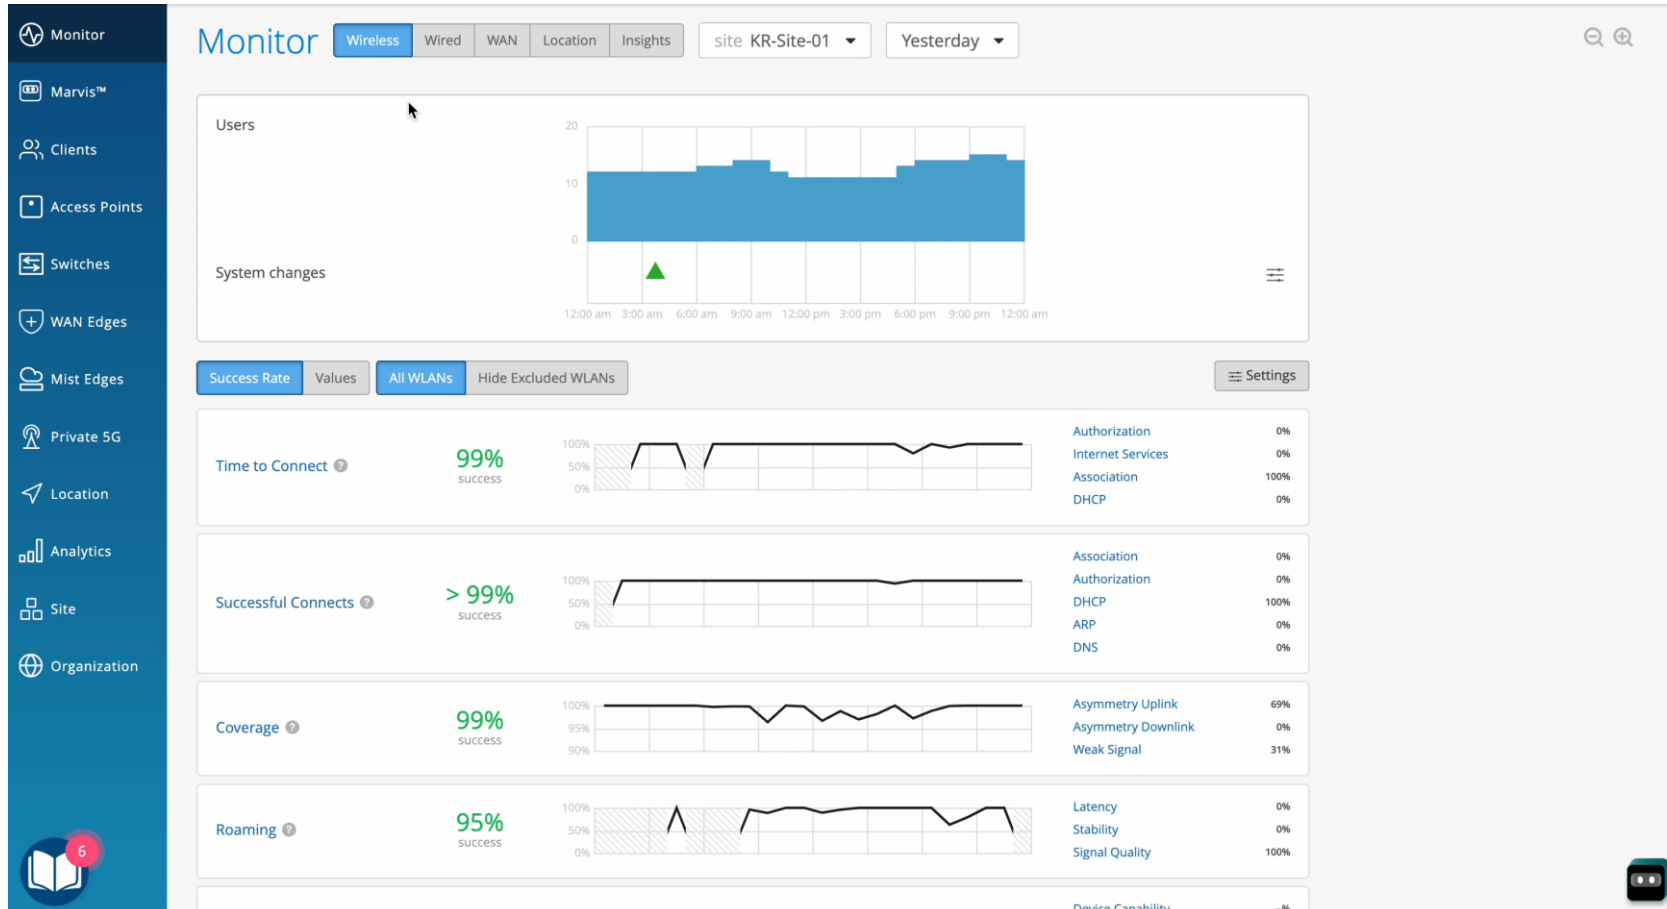 Monitor
Marvis™
Clients
Access Points
Switches
WAN Edges
Mist Edges
Private 5G
Location
Analytics
Site
Organization
6
Monitor Wireless Wired WAN Location Insights site KR-Site-01 Yesterday
Users
20
10
0
System changes
12:00 am 3:00 am 6:00 am 9:00 am 12:00 pm 3:00 pm 6:00 pm 9:00 pm 12:00 am
Success Rate Values All WLANs Hide Excluded WLANs Settings
Time to Connect ?
99%
success
100%
50%
0%
Authorization 0%
Internet Services 0%
Association 100%
DHCP 0%
Successful Connects ?
> 99%
success
100%
50%
0%
Association 0%
Authorization 0%
DHCP 100%
ARP 0%
DNS 0%
Coverage ?
99%
success
100%
95%
90%
Asymmetry Uplink 69%
Asymmetry Downlink 0%
Weak Signal 31%
Roaming ?
95%
success
100%
50%
0%
Latency 0%
Stability 0%
Signal Quality 100%
Device Capability